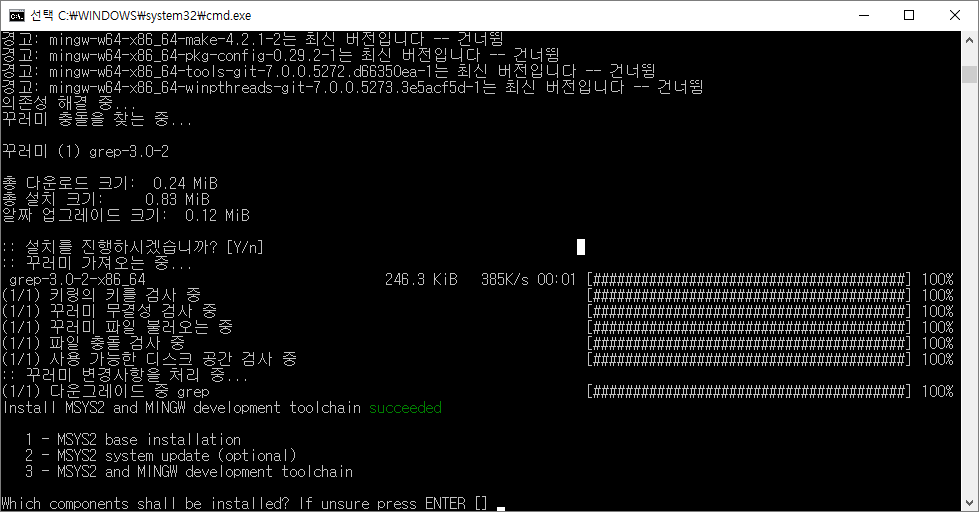 선택 C:\WINDOWS\system32\cmd.exe
경고: mingw-w64-x86_64-make-4.2.1-2는 최신 버전입니다 -- 건너뜀
경고: mingw-w64-x86_64-pkg-config-0.29.2-1는 최신 버전입니다 -- 건너뜀
경고: mingw-w64-x86_64-tools-git-7.0.0.5272.d66350ea-1는 최신 버전입니다 -- 건너뜀
경고: mingw-w64-x86_64-winpthreads-git-7.0.0.5273.3e5acf5d-1는 최신 버전입니다 -- 건너뜀
의존성 해결 중...
꾸러미 충돌을 찾는 중...
꾸러미 (1) grep-3.0-2
총 다운로드 크기:  0.24 MiB
총 설치 크기:     0.83 MiB
알짜 업그레이드 크기:  0.12 MiB
:: 설치를 진행하시겠습니까? [Y/n]
:: 꾸러미 가져오는 중...
grep-3.0-2-x86_64 246.3 KiB 385K/s 00:01 [#######################################] 100%
(1/1) 키링의 키를 검사 중 [#######################################] 100%
(1/1) 꾸러미 무결성 검사 중 [#######################################] 100%
(1/1) 꾸러미 파일 불러오는 중 [#######################################] 100%
(1/1) 파일 충돌 검사 중 [#######################################] 100%
(1/1) 사용 가능한 디스크 공간 검사 중 [#######################################] 100%
:: 꾸러미 변경사항을 처리 중...
(1/1) 다운그레이드 중 grep [#######################################] 100%
Install MSYS2 and MINGW development toolchain succeeded
1 - MSYS2 base installation
2 - MSYS2 system update (optional)
3 - MSYS2 and MINGW development toolchain
Which components shall be installed? If unsure press ENTER []